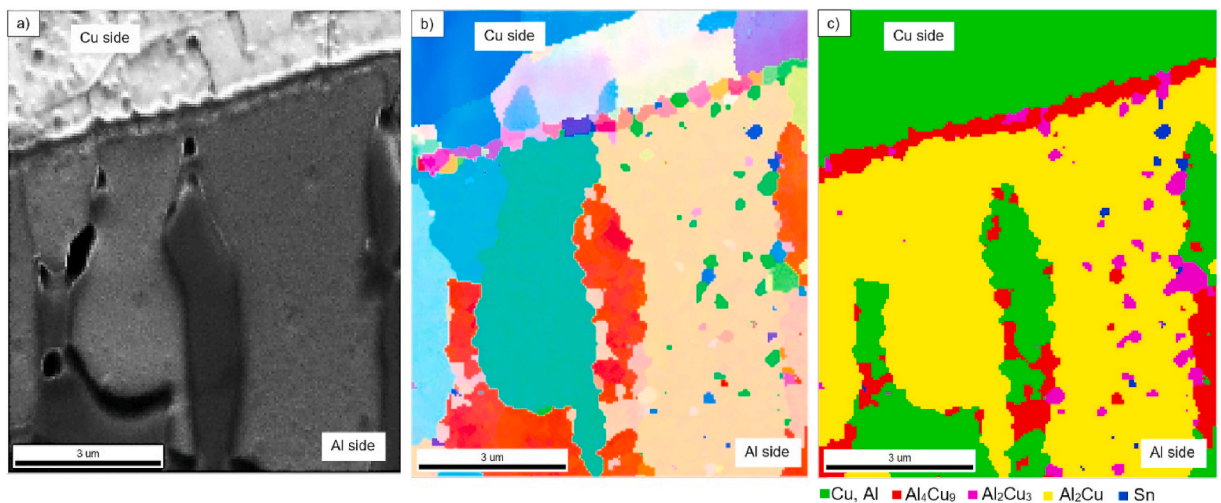 a)
Cu side
Al side
3 um
b)
Cu side
Al side
3 um
c)
Cu side
Al side
3 um
Cu, Al Al₄Cu₉ Al₂Cu₃ Al₂Cu Sn